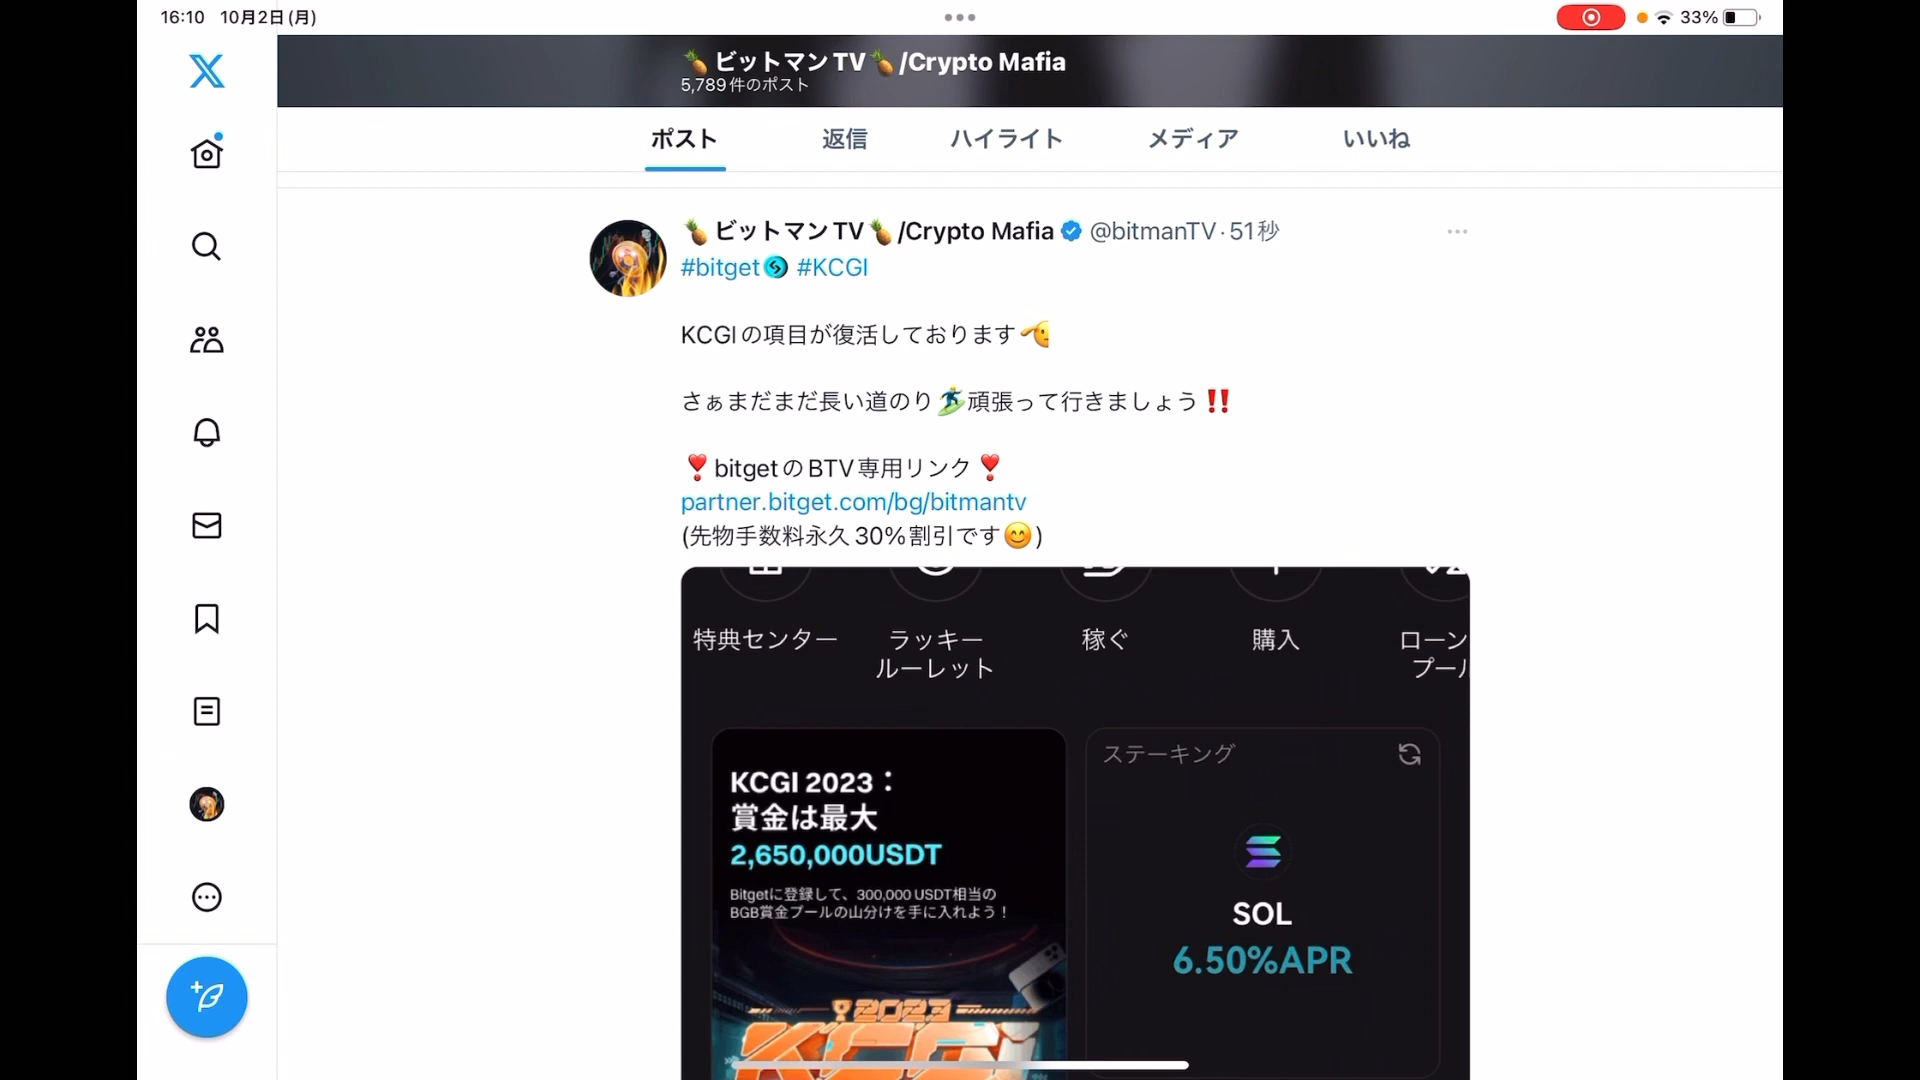 16:10 10月2日(月)
33%
🍍ビットマンTV🍍/Crypto Mafia
5,789件のポスト
ポスト 返信 ハイライト メディア いいね
🍍ビットマンTV🍍/Crypto Mafia @bitmanTV·51秒
#bitget #KCGI
KCGIの項目が復活しております
さぁまだまだ長い道のり🏄頑張って行きましょう‼️
❣️bitgetのBTV専用リンク❣️
partner.bitget.com/bg/bitmantv
(先物手数料永久30%割引です😊)
特典センター ラッキー 稼ぐ 購入 ローン
ルーレット プール
KCGI 2023：
賞金は最大
2,650,000USDT
Bitgetに登録して、300,000 USDT相当の
BGB賞金プールの山分けを手に入れよう！
2023
KCGI
ステーキング
SOL
6.50%APR